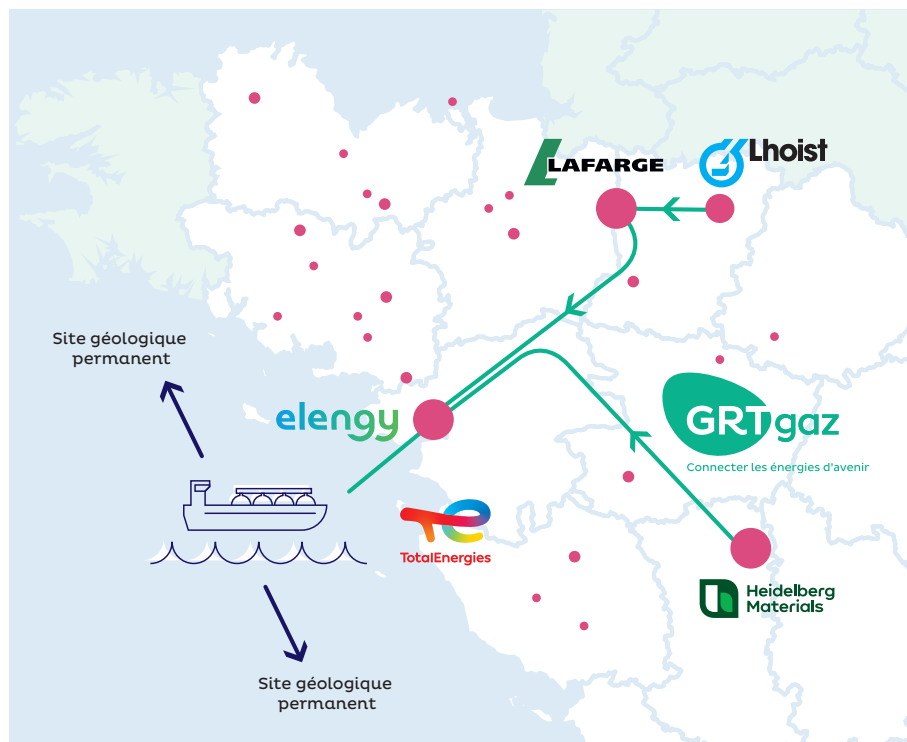 LAFARGE
Lhoist
Site géologique
permanent
elengy
GRTgaz
Connecter les énergies d'avenir
TotalEnergies
Heidelberg
Materials
Site géologique
permanent